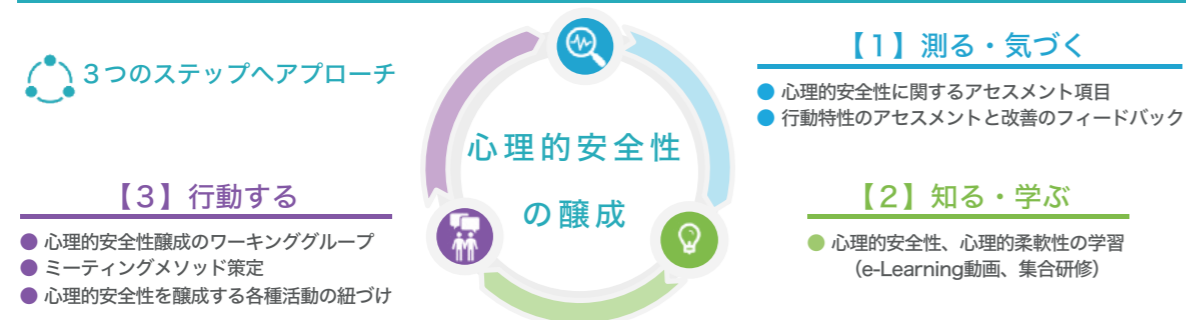 3つのステップへアプローチ
心理的安全性
の醸成
【1】測る・気づく
● 心理的安全性に関するアセスメント項目
● 行動特性のアセスメントと改善のフィードバック
【2】知る・学ぶ
● 心理的安全性、心理的柔軟性の学習
（e-Learning動画、集合研修）
【3】行動する
● 心理的安全性醸成のワーキンググループ
● ミーティングメソッド策定
● 心理的安全性を醸成する各種活動の紐づけ